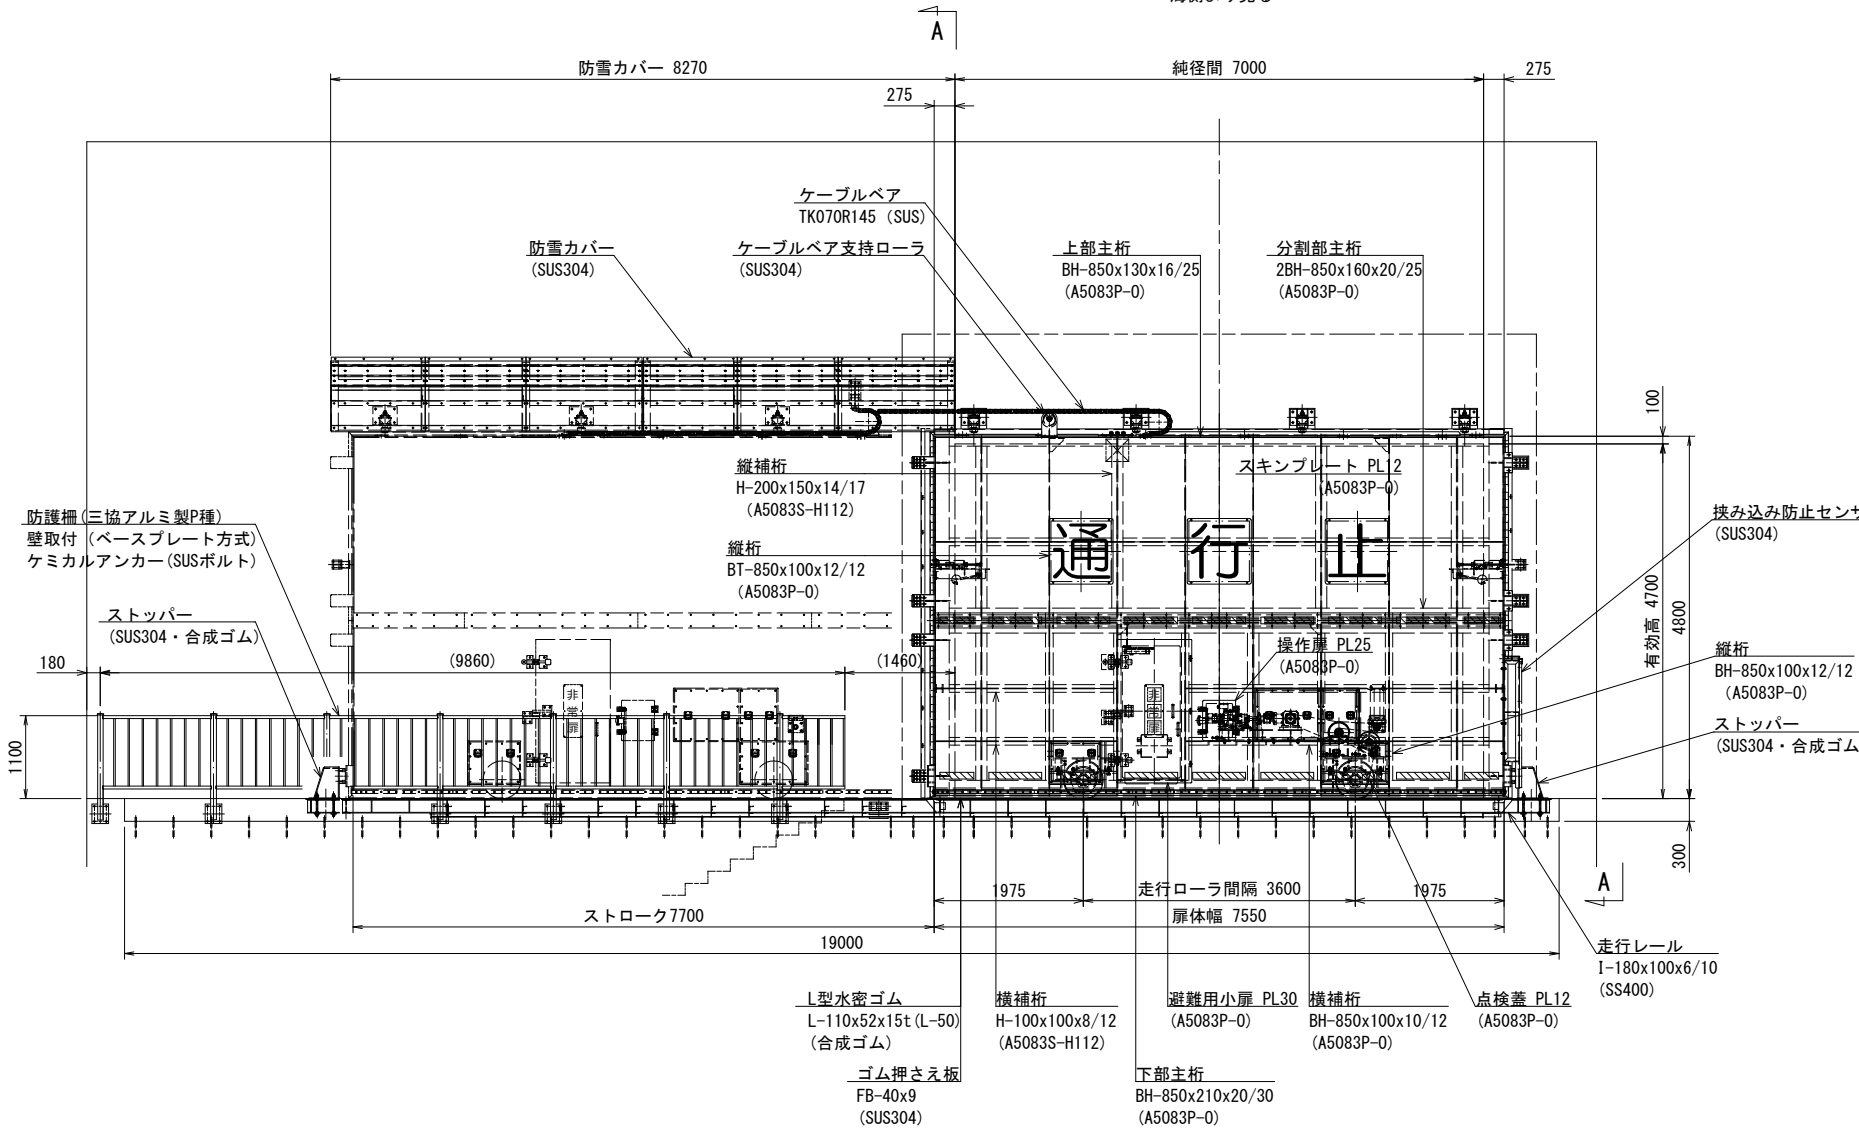 A
防雪カバー 8270
純径間 7000
275
275
ケーブルベア
TK070R145 (SUS)
防雪カバー
(SUS304)
ケーブルベア支持ローラ
(SUS304)
上部主桁
BH-850x130x16/25
(A5083P-O)
分割部主桁
2BH-850x160x20/25
(A5083P-O)
100
縦補桁
H-200x150x14/17
(A5083S-H112)
スキンプレート PL12
(A5083P-O)
防護柵(三協アルミ製P種)
壁取付 (ベースプレート方式)
ケミカルアンカー(SUSボルト)
挟み込み防止センサ
(SUS304)
縦桁
BT-850x100x12/12
(A5083P-O)
通 行 止
ストッパー
(SUS304・合成ゴム)
有効高 4700
4800
操作扉 PL25
(A5083P-O)
縦桁
BH-850x100x12/12
(A5083P-O)
180
(9860)
(1460)
非常扉
非常扉
ストッパー
(SUS304・合成ゴム
1100
300
A
1975
走行ローラ間隔 3600
1975
ストローク7700
扉体幅 7550
19000
走行レール
I-180x100x6/10
(SS400)
L型水密ゴム
L-110x52x15t(L-50)
(合成ゴム)
横補桁
H-100x100x8/12
(A5083S-H112)
避難用小扉 PL30
(A5083P-O)
横補桁
BH-850x100x10/12
(A5083P-O)
点検蓋 PL12
(A5083P-O)
ゴム押さえ板
FB-40x9
(SUS304)
下部主桁
BH-850x210x20/30
(A5083P-O)